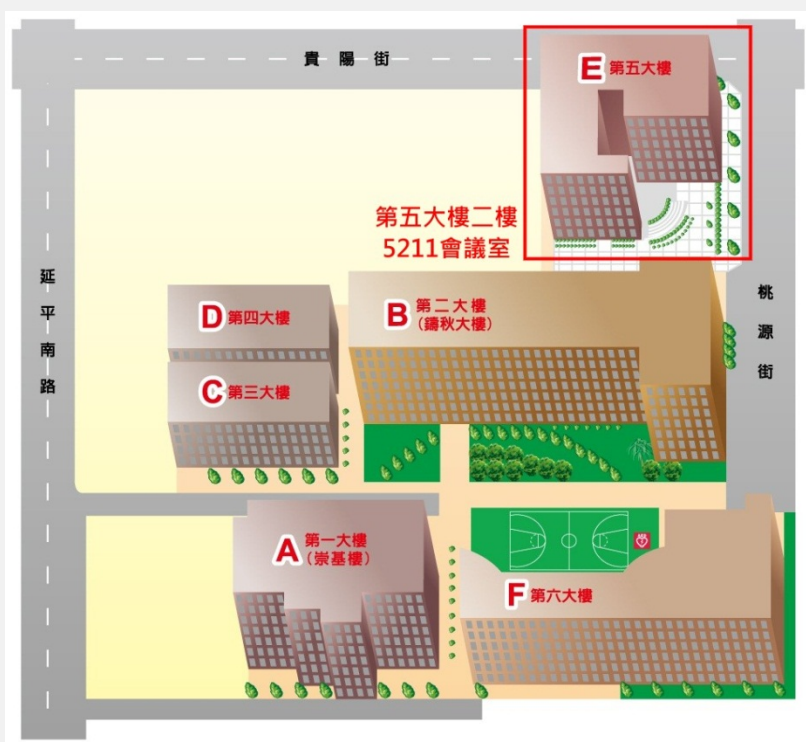 貴陽街
E 第五大樓
第五大樓二樓
5211會議室
延平南路
桃源街
D 第四大樓
B 第二大樓
(鑄秋大樓)
C 第三大樓
A 第一大樓
(崇基樓)
AED
F 第六大樓